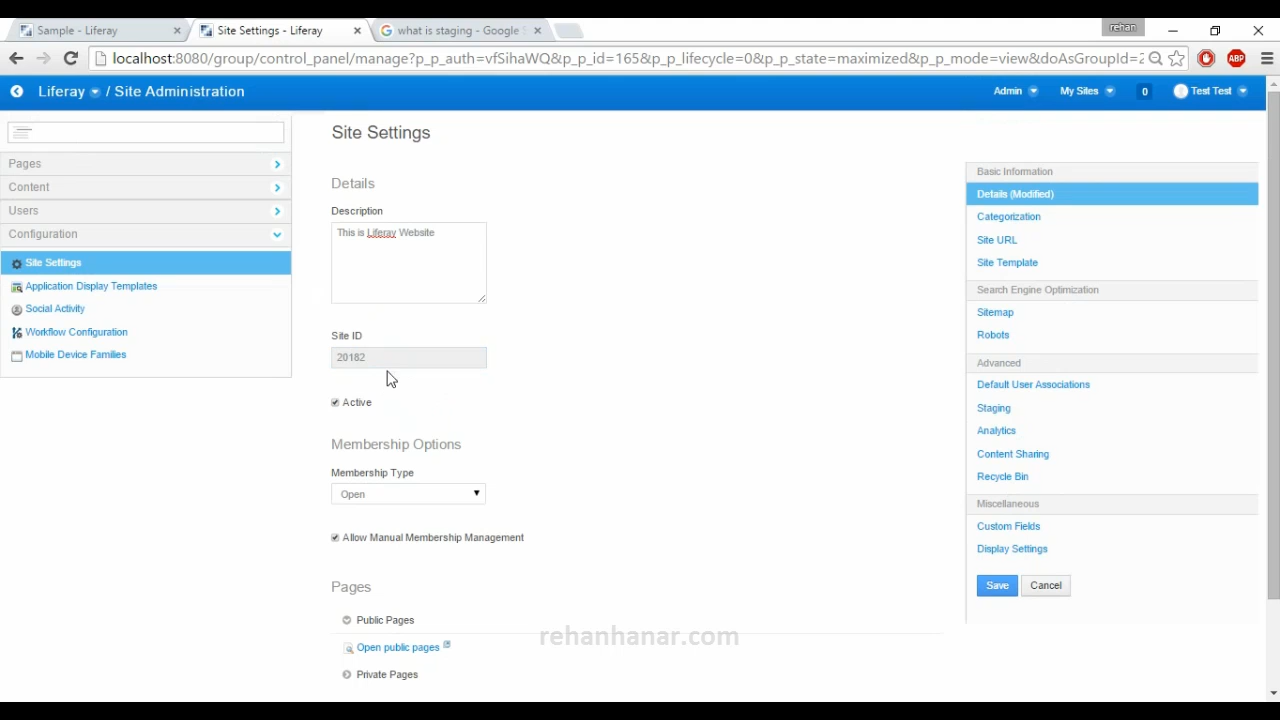 Sample - Liferay
Site Settings - Liferay
what is staging - Google S
rehan
localhost:8080/group/control_panel/manage?p_p_auth=vfSihaWQ&p_p_id=165&p_p_lifecycle=0&p_p_state=maximized&p_p_mode=view&doAsGroupId=2
ABP
Liferay / Site Administration
Admin
My Sites
0
Test Test
Pages
Content
Users
Configuration
Site Settings
Application Display Templates
Social Activity
Workflow Configuration
Mobile Device Families
Site Settings
Details
Description
This is Liferay Website
Site ID
20182
Active
Membership Options
Membership Type
Open
Allow Manual Membership Management
Pages
Public Pages
Open public pages
Private Pages
Basic Information
Details (Modified)
Categorization
Site URL
Site Template
Search Engine Optimization
Sitemap
Robots
Advanced
Default User Associations
Staging
Analytics
Content Sharing
Recycle Bin
Miscellaneous
Custom Fields
Display Settings
Save
Cancel
rehanhanar.com